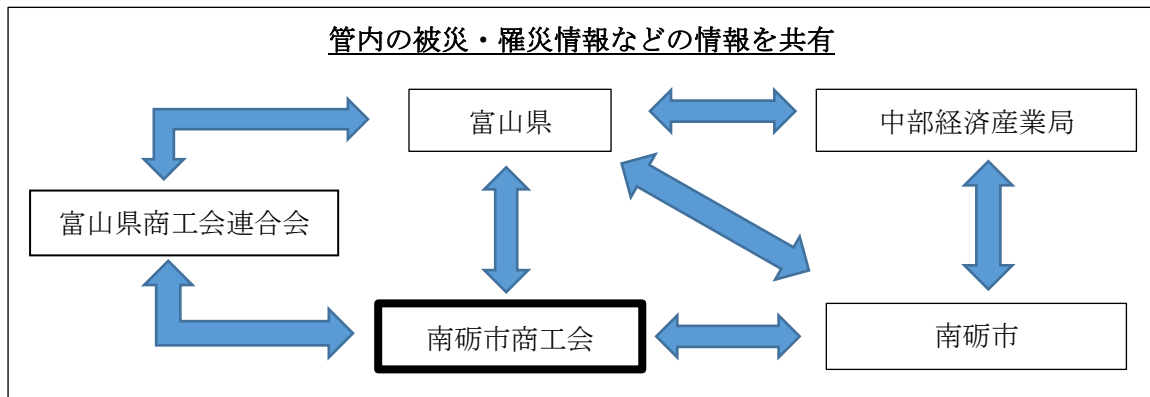 管内の被災・罹災情報などの情報を共有
富山県
中部経済産業局
富山県商工会連合会
南砺市商工会
南砺市